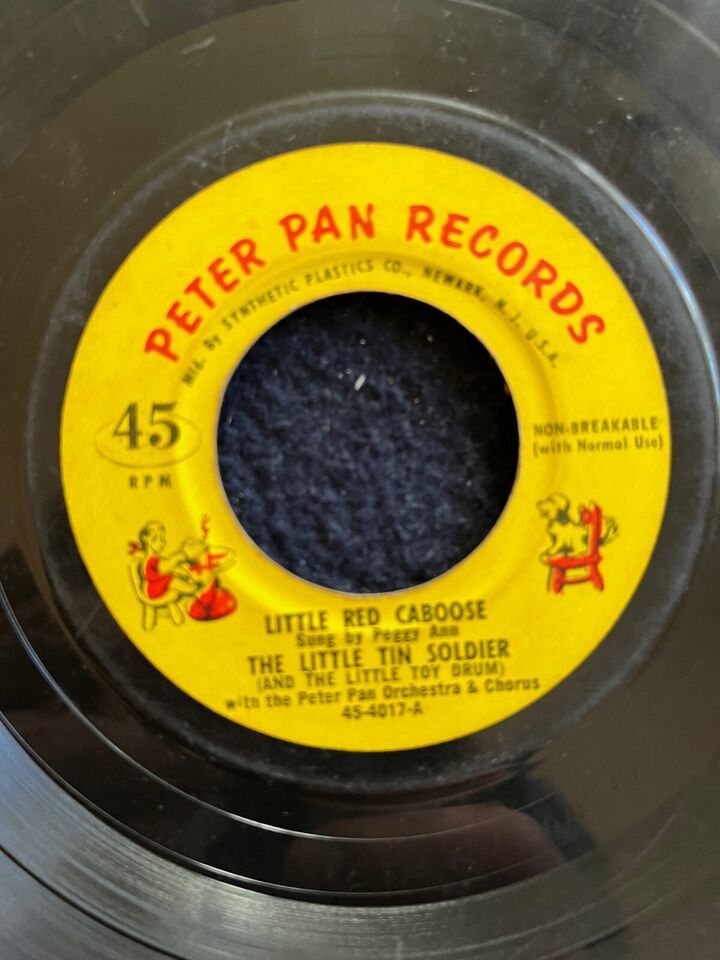 PETER PAN RECORDS
Mfg. By SYNTHETIC PLASTICS CO., NEWARK, N.J. U.S.A.
45
RPM
NON-BREAKABLE
(with Normal Use)
LITTLE RED CABOOSE
Sung by Peggy Ann
THE LITTLE TIN SOLDIER
(AND THE LITTLE TOY DRUM)
with the Peter Pan Orchestra & Chorus
45-4017-A